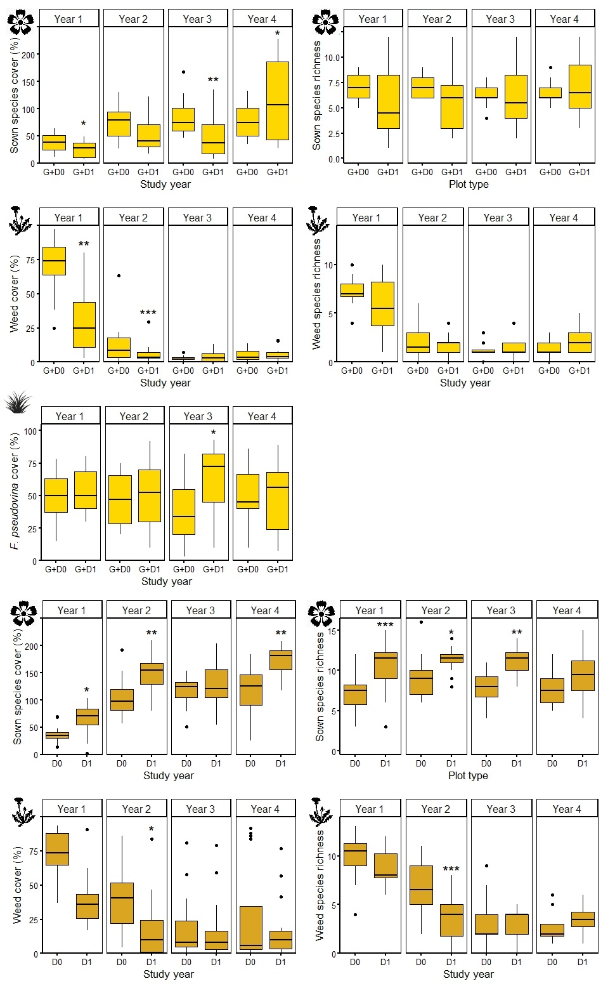 Year 1 Year 2 Year 3 Year 4
Sown species cover (%)
200
150
100
50
0
* ** *
G+D0 G+D1 G+D0 G+D1 G+D0 G+D1 G+D0 G+D1
Study year
Year 1 Year 2 Year 3 Year 4
Sown species richness
10.0
7.5
5.0
2.5
0.0
G+D0 G+D1 G+D0 G+D1 G+D0 G+D1 G+D0 G+D1
Plot type
Year 1 Year 2 Year 3 Year 4
Weed cover (%)
75
50
25
0
** ***
G+D0 G+D1 G+D0 G+D1 G+D0 G+D1 G+D0 G+D1
Study year
Year 1 Year 2 Year 3 Year 4
Weed species richness
10
5
0
G+D0 G+D1 G+D0 G+D1 G+D0 G+D1 G+D0 G+D1
Study year
Year 1 Year 2 Year 3 Year 4
F. pseudovina cover (%)
100
75
50
25
0
*
G+D0 G+D1 G+D0 G+D1 G+D0 G+D1 G+D0 G+D1
Study year
Year 1 Year 2 Year 3 Year 4
Sown species cover (%)
200
150
100
50
0
* ** **
D0 D1 D0 D1 D0 D1 D0 D1
Study year
Year 1 Year 2 Year 3 Year 4
Sown species richness
15
10
5
0
*** * **
D0 D1 D0 D1 D0 D1 D0 D1
Plot type
Year 1 Year 2 Year 3 Year 4
Weed cover (%)
75
50
25
0
*
D0 D1 D0 D1 D0 D1 D0 D1
Study year
Year 1 Year 2 Year 3 Year 4
Weed species richness
10
5
0
***
D0 D1 D0 D1 D0 D1 D0 D1
Study year